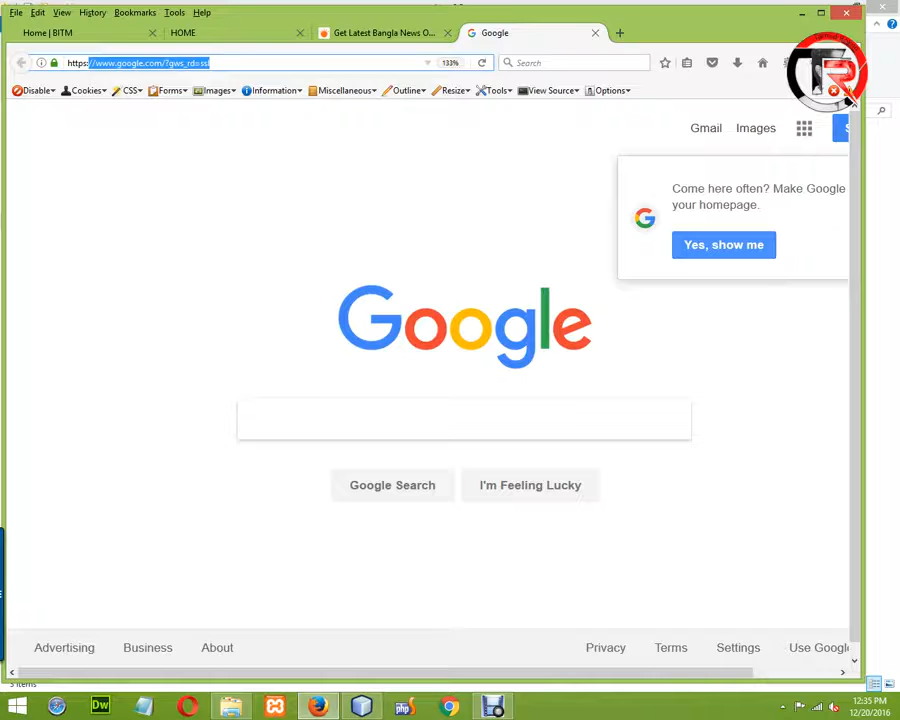 File Edit View History Bookmarks Tools Help
Home | BITM HOME Get Latest Bangla News O... Google
https://www.google.com/?gws_rd=ssl 133% Search
Disable Cookies CSS Forms Images Information Miscellaneous Outline Resize Tools View Source Options
Gmail Images
Come here often? Make Google
your homepage.
Yes, show me
Google
Google Search I'm Feeling Lucky
Advertising Business About Privacy Terms Settings Use Google
Dw php
12:35 PM
12/20/2016